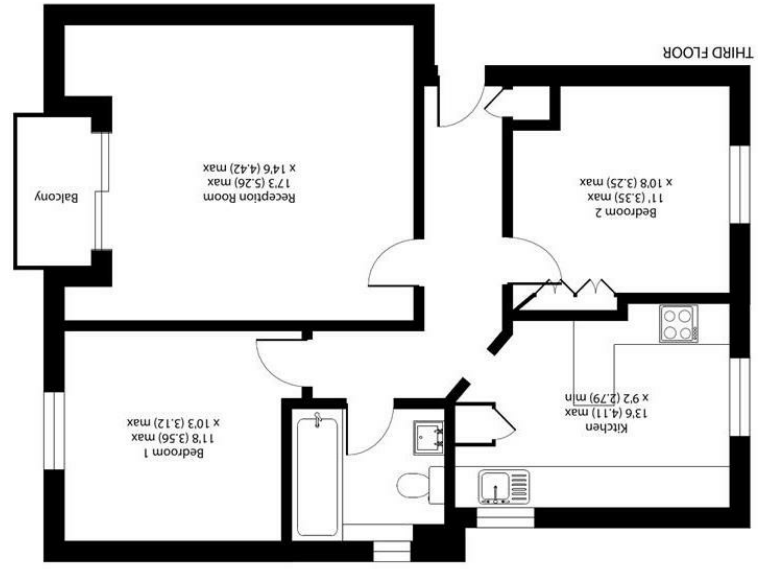 Kitchen
13'6 (4.11) max
x 9'2 (2.79) min
Bedroom 1
11'8 (3.56) max
x 10'3 (3.12) max
Bedroom 2
11' (3.35) max
x 10'8 (3.25) max
Reception Room
17'3 (5.26) max
x 14'6 (4.42) max
Balcony
THIRD FLOOR